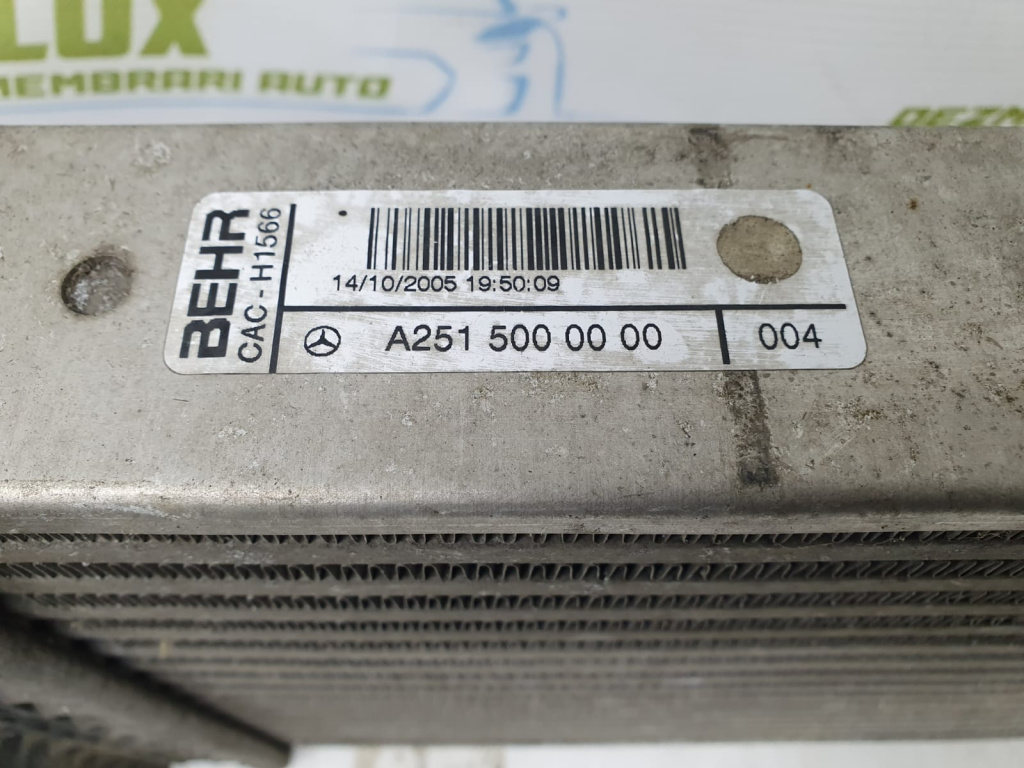 LUX
MEMBRARI AUTO
BEHR
CAC - H1566
14/10/2005 19:50:09
A251 500 00 00
004